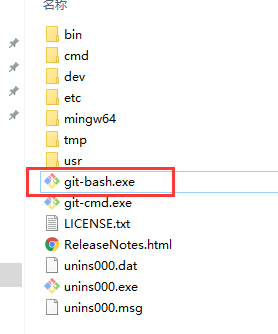 名称
bin
cmd
dev
etc
mingw64
tmp
usr
git-bash.exe
git-cmd.exe
LICENSE.txt
ReleaseNotes.html
unins000.dat
unins000.exe
unins000.msg